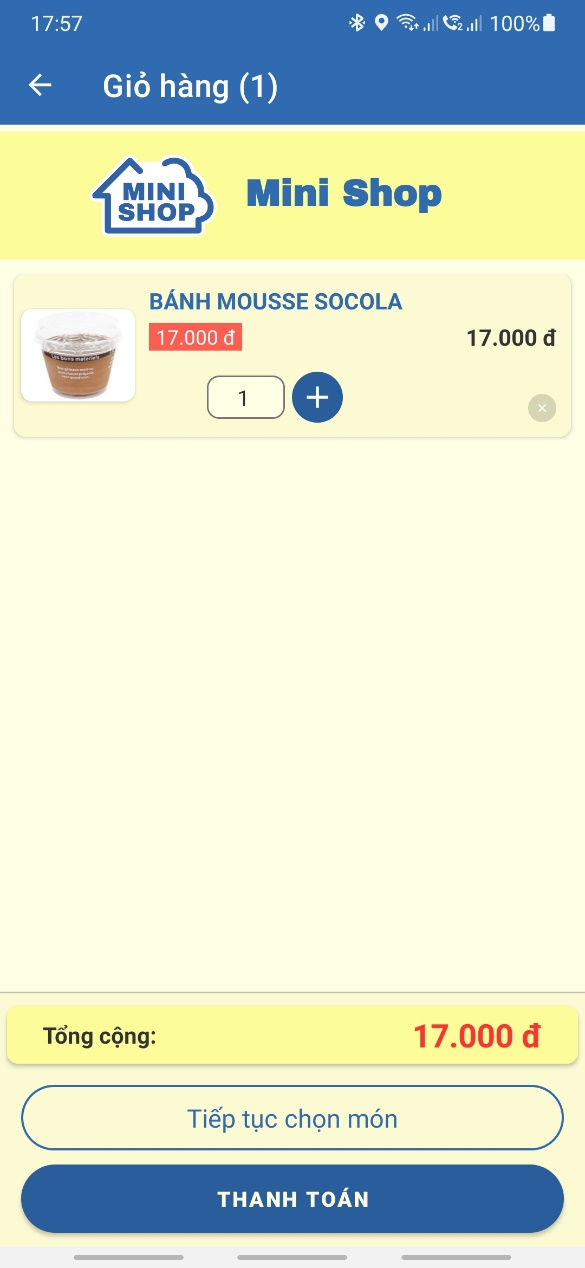 17:57
100%
Giỏ hàng (1)
MINI
SHOP
Mini Shop
BÁNH MOUSSE SOCOLA
17.000 đ
17.000 đ
1
Tổng cộng:
17.000 đ
Tiếp tục chọn món
THANH TOÁN